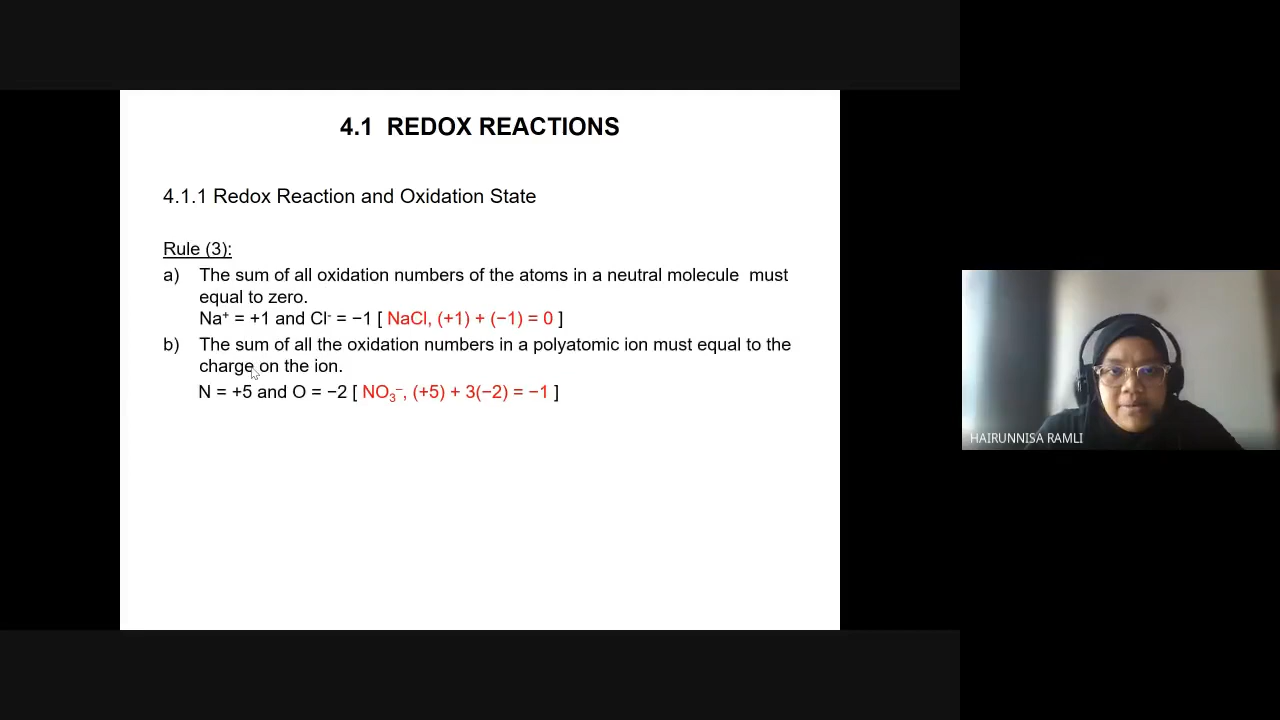 4.1 REDOX REACTIONS
4.1.1 Redox Reaction and Oxidation State
Rule (3):
a) The sum of all oxidation numbers of the atoms in a neutral molecule must
equal to zero.
Na⁺ = +1 and Cl⁻ = −1 [ NaCl, (+1) + (−1) = 0 ]
b) The sum of all the oxidation numbers in a polyatomic ion must equal to the
charge on the ion.
N = +5 and O = −2 [ NO₃⁻, (+5) + 3(−2) = −1 ]
HAIRUNNISA RAMLI